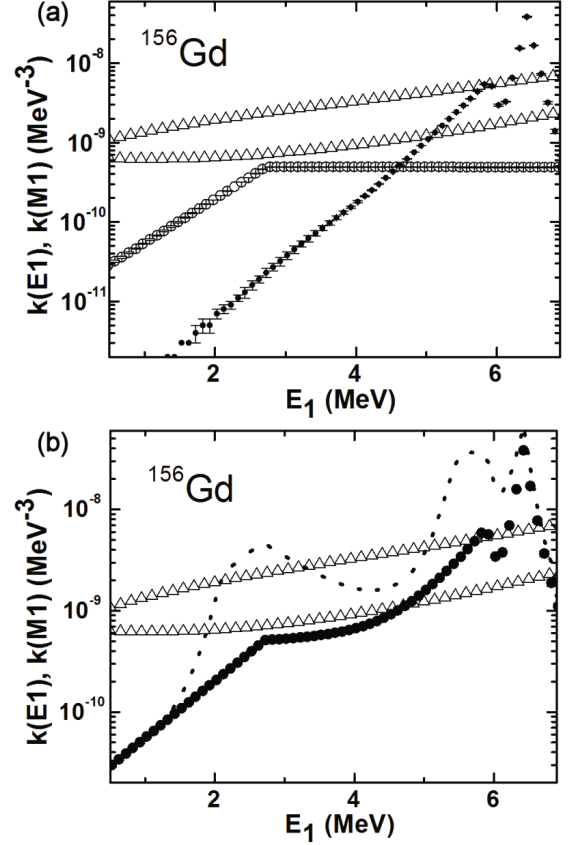 (a)
¹⁵⁶Gd
k(E1), k(M1) (MeV⁻³)
10⁻⁸
10⁻⁹
10⁻¹⁰
10⁻¹¹
2 4 6
E₁ (MeV)
(b)
¹⁵⁶Gd
k(E1), k(M1) (MeV⁻³)
10⁻⁸
10⁻⁹
10⁻¹⁰
2 4 6
E₁ (MeV)